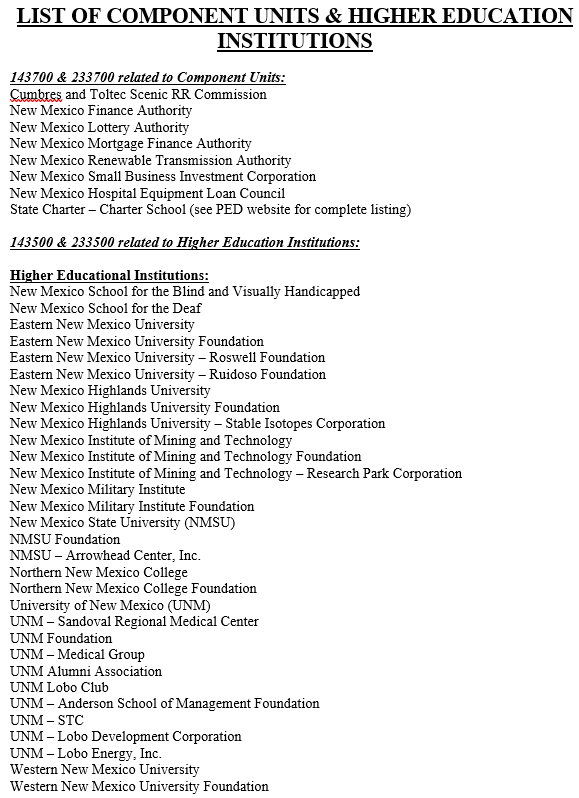 LIST OF COMPONENT UNITS & HIGHER EDUCATION
INSTITUTIONS
143700 & 233700 related to Component Units:
Cumbres and Toltec Scenic RR Commission
New Mexico Finance Authority
New Mexico Lottery Authority
New Mexico Mortgage Finance Authority
New Mexico Renewable Transmission Authority
New Mexico Small Business Investment Corporation
New Mexico Hospital Equipment Loan Council
State Charter – Charter School (see PED website for complete listing)
143500 & 233500 related to Higher Education Institutions:
Higher Educational Institutions:
New Mexico School for the Blind and Visually Handicapped
New Mexico School for the Deaf
Eastern New Mexico University
Eastern New Mexico University Foundation
Eastern New Mexico University – Roswell Foundation
Eastern New Mexico University – Ruidoso Foundation
New Mexico Highlands University
New Mexico Highlands University Foundation
New Mexico Highlands University – Stable Isotopes Corporation
New Mexico Institute of Mining and Technology
New Mexico Institute of Mining and Technology Foundation
New Mexico Institute of Mining and Technology – Research Park Corporation
New Mexico Military Institute
New Mexico Military Institute Foundation
New Mexico State University (NMSU)
NMSU Foundation
NMSU – Arrowhead Center, Inc.
Northern New Mexico College
Northern New Mexico College Foundation
University of New Mexico (UNM)
UNM – Sandoval Regional Medical Center
UNM Foundation
UNM – Medical Group
UNM Alumni Association
UNM Lobo Club
UNM – Anderson School of Management Foundation
UNM – STC
UNM – Lobo Development Corporation
UNM – Lobo Energy, Inc.
Western New Mexico University
Western New Mexico University Foundation